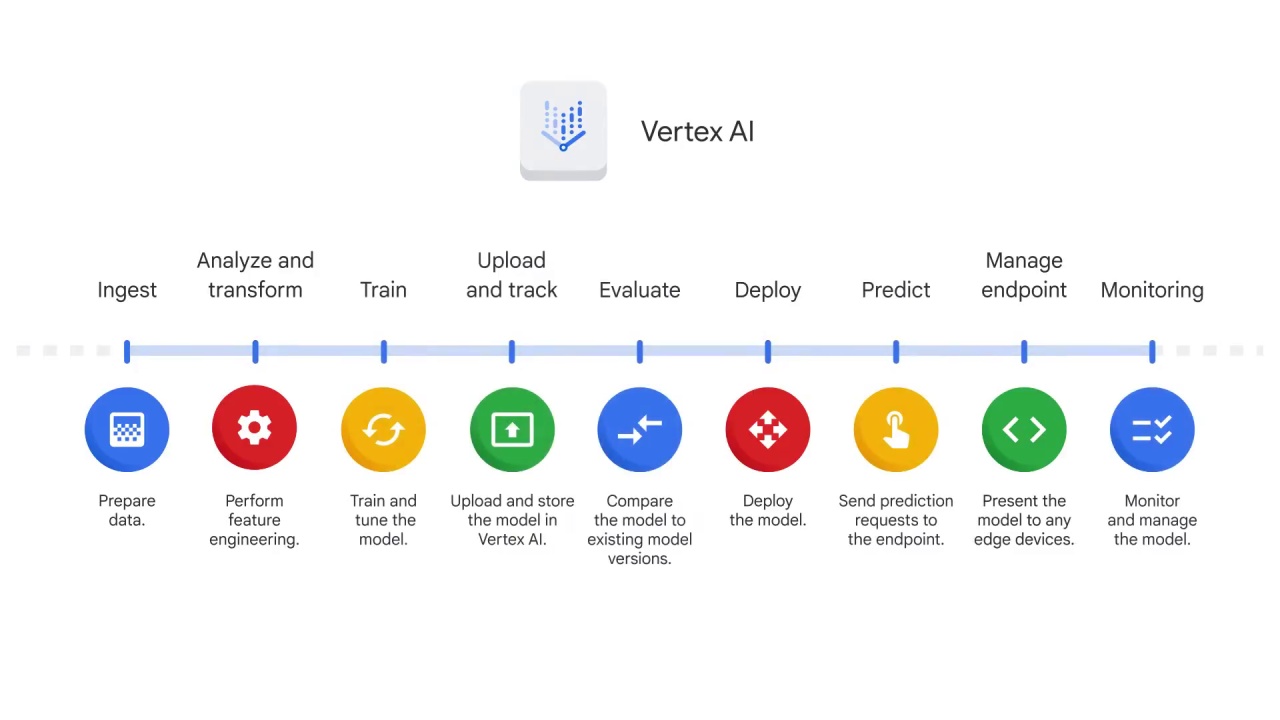 Vertex AI
Ingest
Analyze and
transform
Train
Upload
and track
Evaluate
Deploy
Predict
Manage
endpoint
Monitoring
Prepare
data.
Perform
feature
engineering.
Train and
tune the
model.
Upload and store
the model in
Vertex AI.
Compare
the model to
existing model
versions.
Deploy
the model.
Send prediction
requests to
the endpoint.
Present the
model to any
edge devices.
Monitor
and manage
the model.